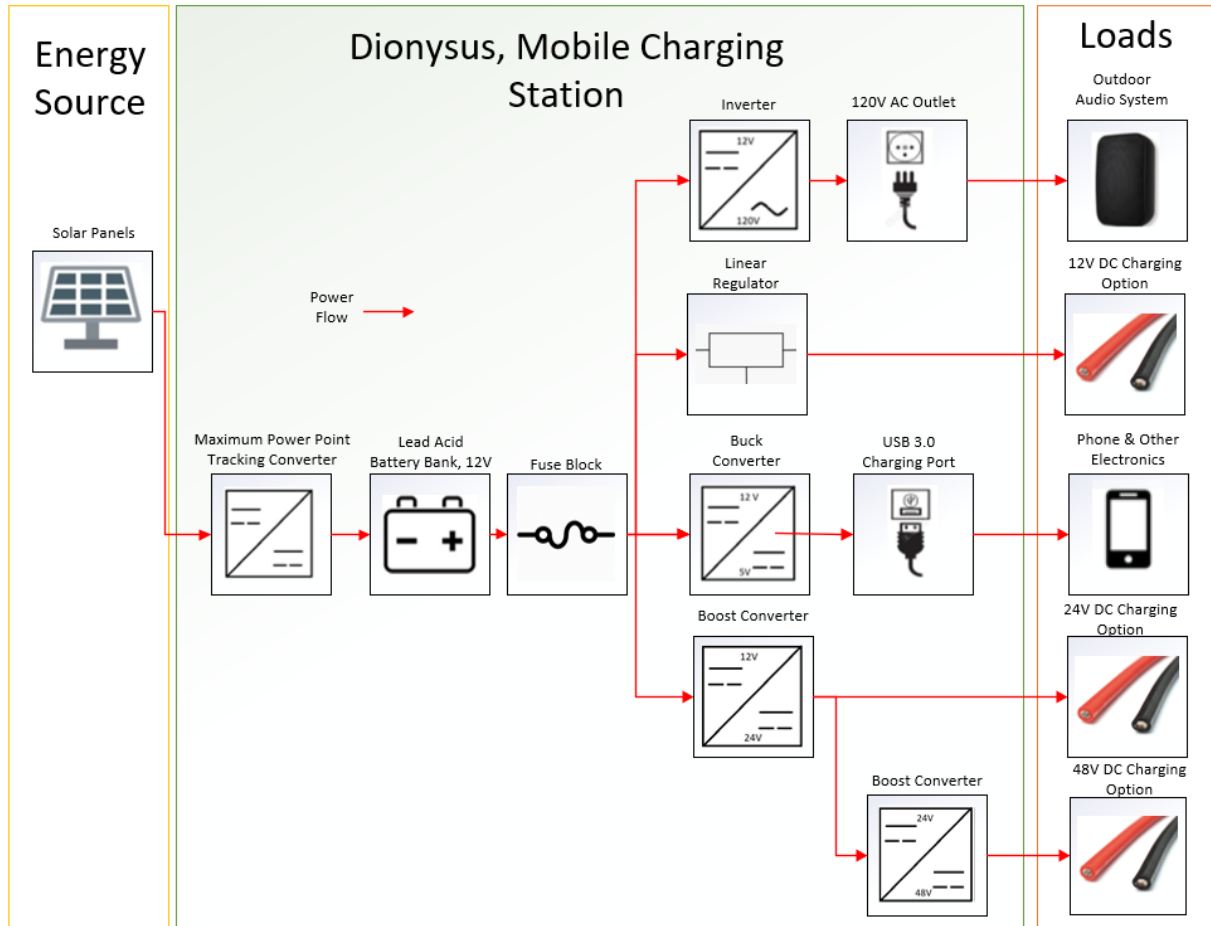 Energy
Source
Dionysus, Mobile Charging
Station
Loads
Outdoor
Audio System
Inverter
120V AC Outlet
12V
120V
Solar Panels
12V DC Charging
Option
Linear
Regulator
Power
Flow
Maximum Power Point
Tracking Converter
Lead Acid
Battery Bank, 12V
Fuse Block
Buck
Converter
USB 3.0
Charging Port
Phone & Other
Electronics
12 V
5V
Boost Converter
24V DC Charging
Option
12V
24V
Boost Converter
48V DC Charging
Option
24V
48V